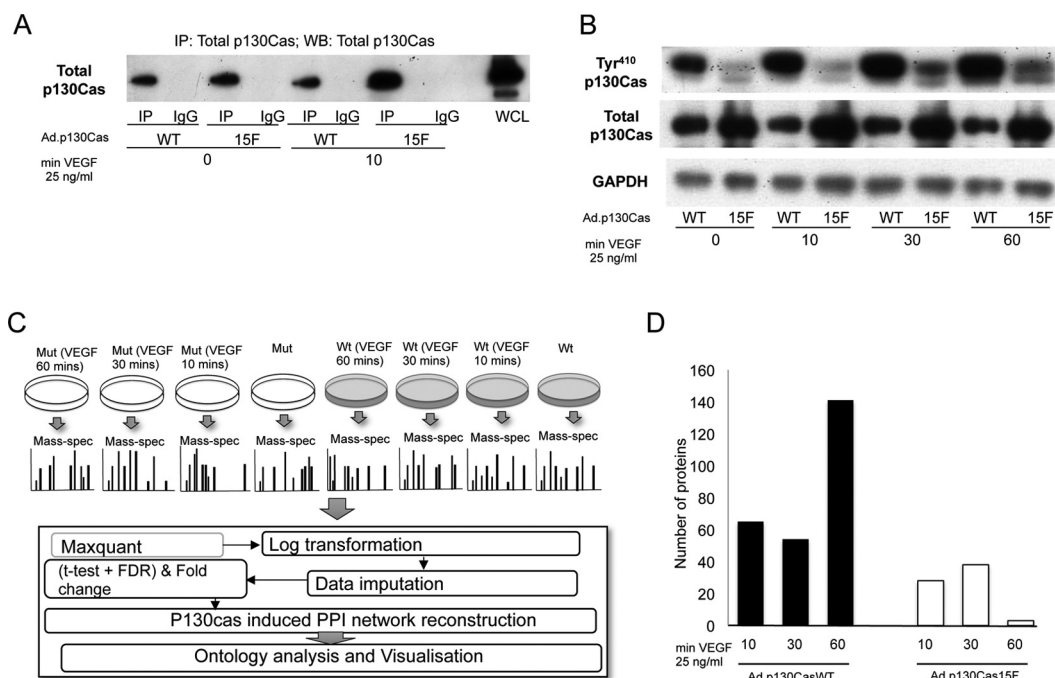 A
IP: Total p130Cas; WB: Total p130Cas
Total
p130Cas
IP IgG IP IgG IP IgG IP IgG WCL
Ad.p130Cas WT 15F WT 15F
min VEGF
25 ng/ml
0 10
B
Tyr410
p130Cas
Total
p130Cas
GAPDH
Ad.p130Cas WT 15F WT 15F WT 15F WT 15F
min VEGF
25 ng/ml
0 10 30 60
C
Mut (VEGF
60 mins)
Mut (VEGF
30 mins)
Mut (VEGF
10 mins)
Mut
Wt (VEGF
60 mins)
Wt (VEGF
30 mins)
Wt (VEGF
10 mins)
Wt
Mass-spec Mass-spec Mass-spec Mass-spec Mass-spec Mass-spec Mass-spec Mass-spec
Maxquant
Log transformation
(t-test + FDR) & Fold
change
Data imputation
P130cas induced PPI network reconstruction
Ontology analysis and Visualisation
D
Number of proteins
160
140
120
100
80
60
40
20
0
min VEGF
25 ng/ml
10 30 60 10 30 60
Ad.p130CasWT Ad.p130Cas15F